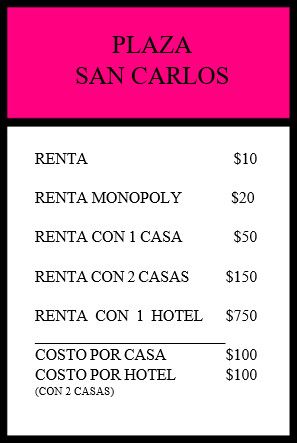 PLAZA
SAN CARLOS
RENTA $10
RENTA MONOPOLY $20
RENTA CON 1 CASA $50
RENTA CON 2 CASAS $150
RENTA CON 1 HOTEL $750
COSTO POR CASA $100
COSTO POR HOTEL $100
(CON 2 CASAS)